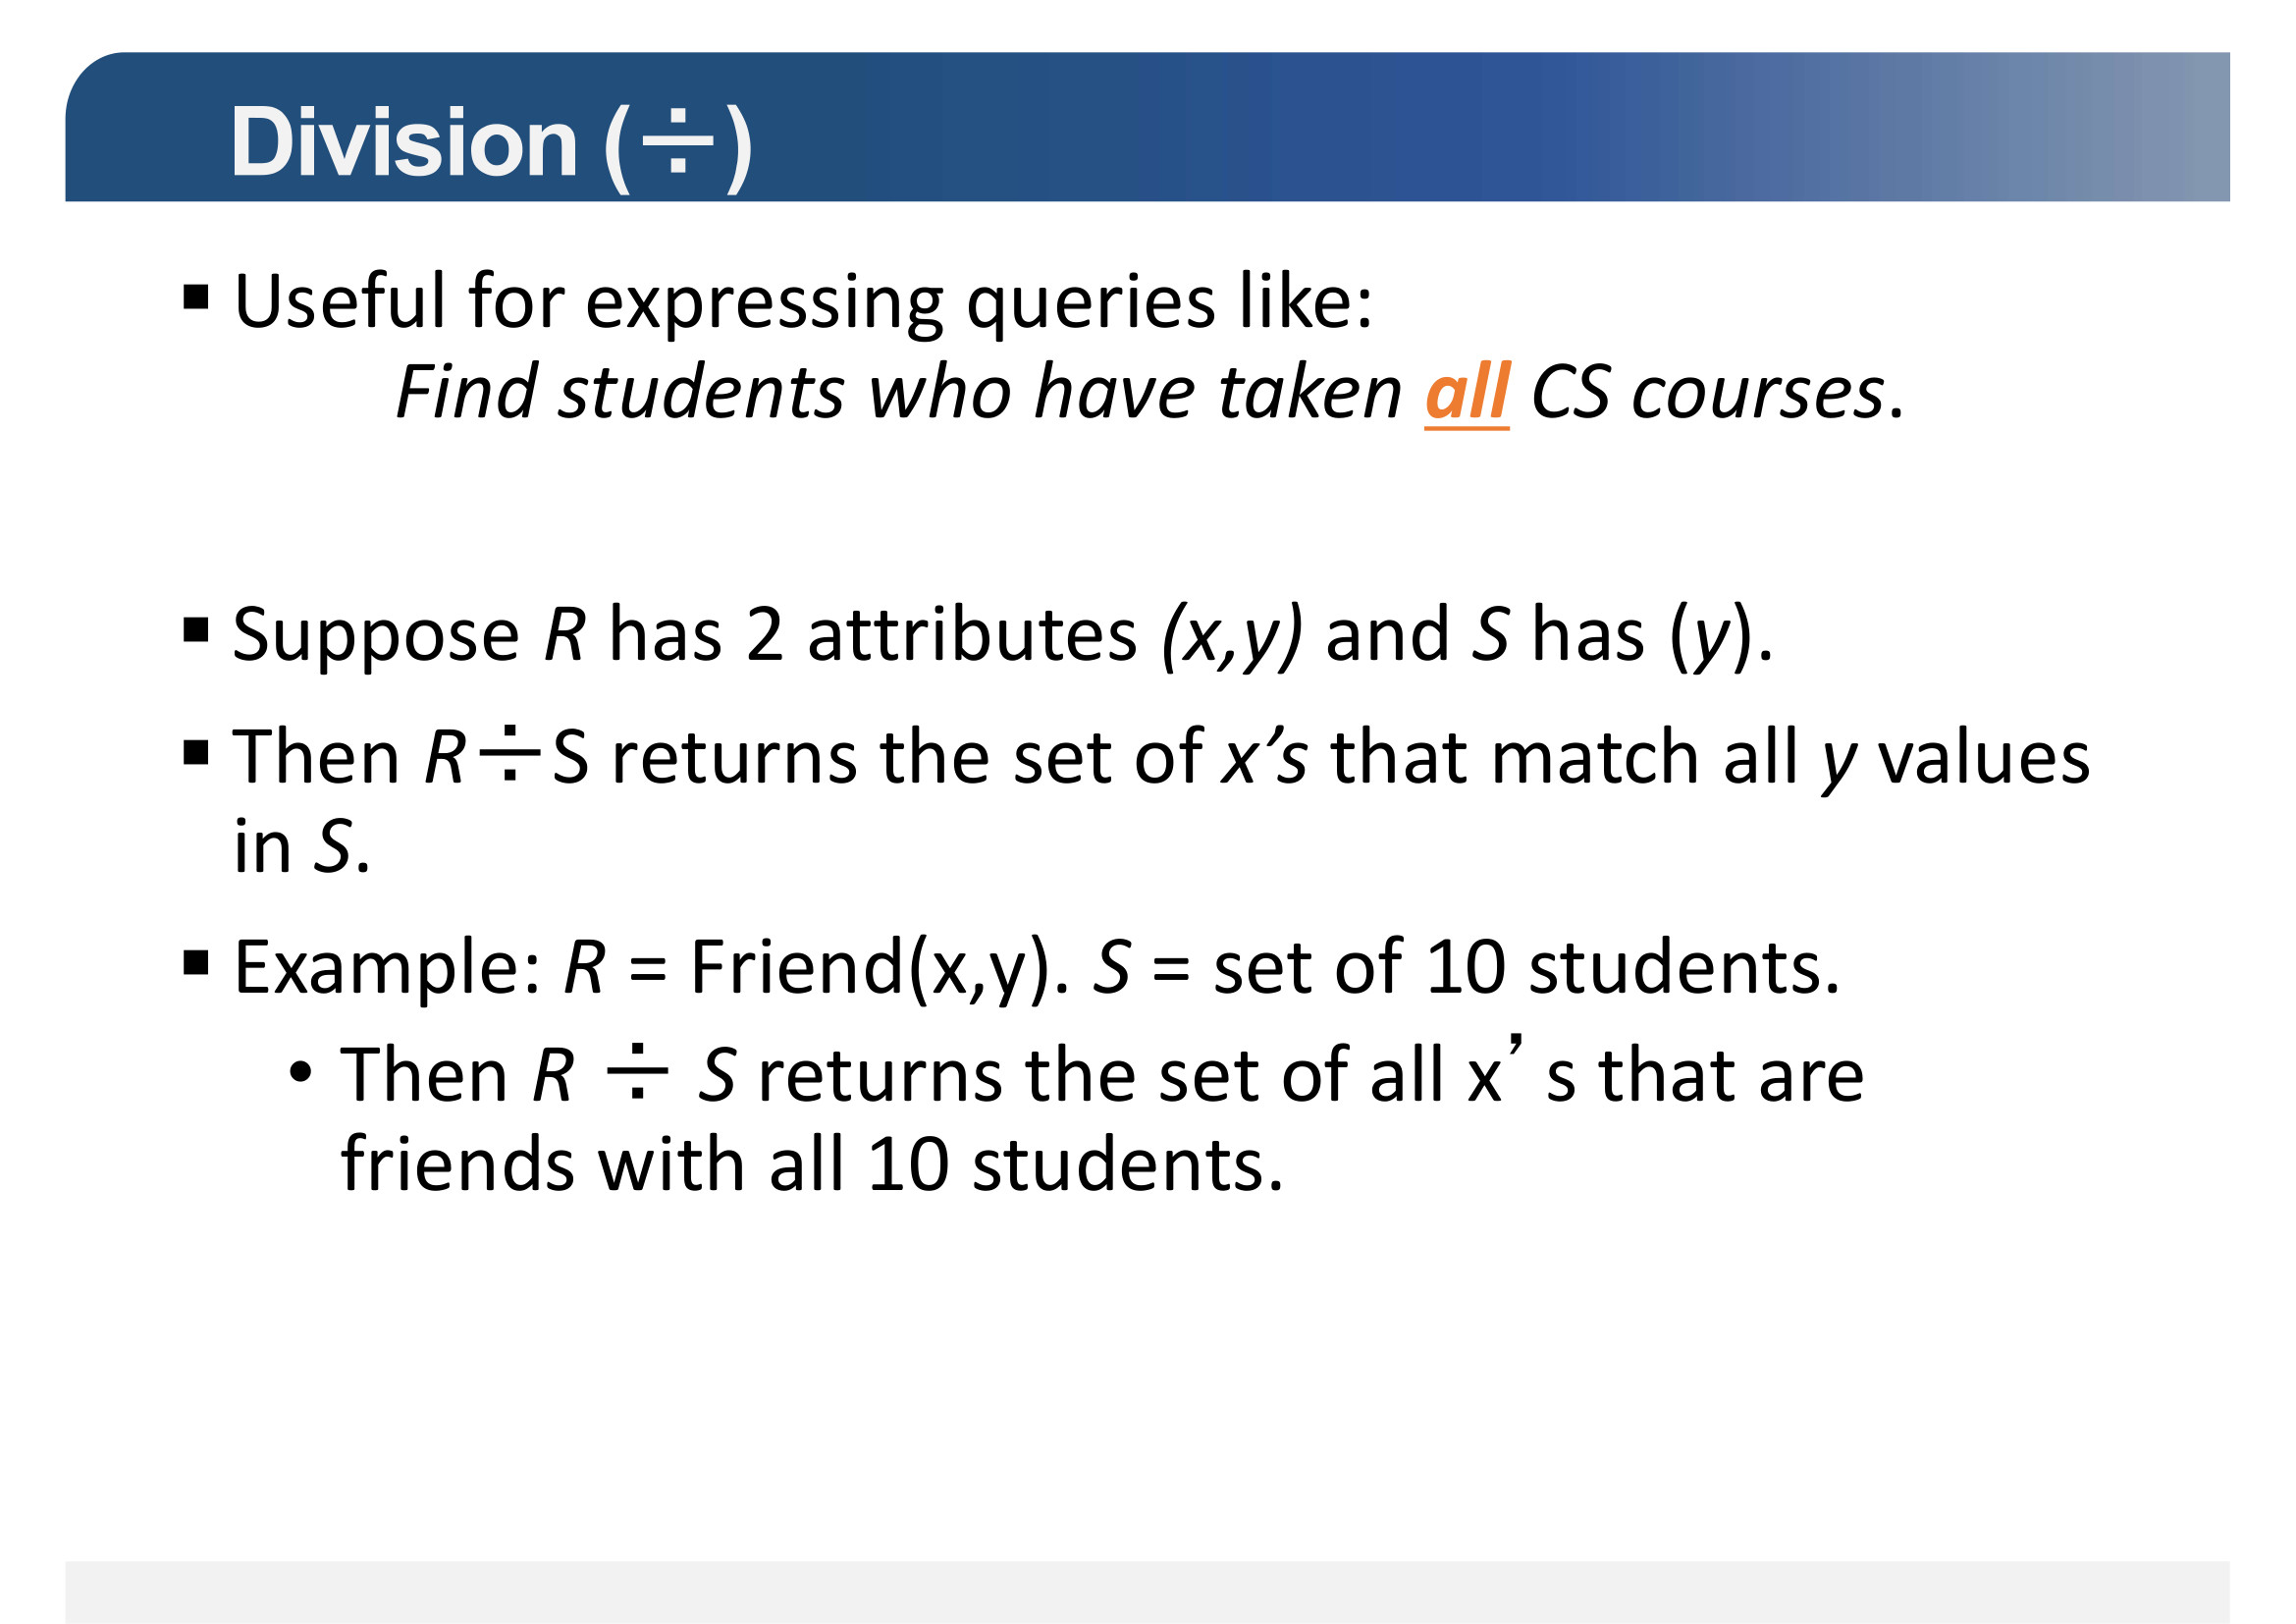 Division (÷)
▪ Useful for expressing queries like:
Find students who have taken all CS courses.
▪ Suppose R has 2 attributes (x,y) and S has (y).
▪ Then R÷S returns the set of x’s that match all y values
in S.
▪ Example: R = Friend(x,y). S = set of 10 students.
• Then R ÷ S returns the set of all x’ s that are
friends with all 10 students.